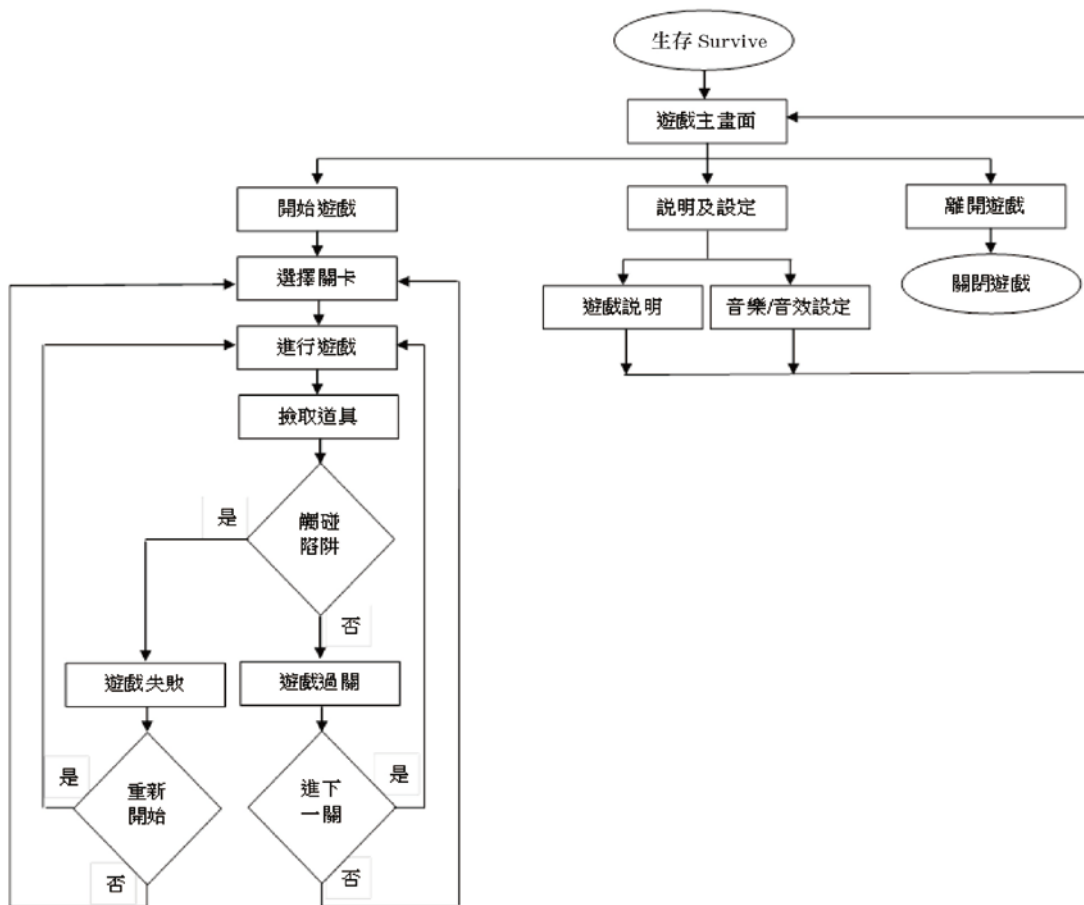 生存 Survive
遊戲主畫面
開始遊戲
說明及設定
離開遊戲
選擇關卡
關閉遊戲
遊戲說明
音樂/音效設定
進行遊戲
撿取道具
是
觸碰
陷阱
否
遊戲失敗
遊戲過關
是
重新
開始
進下
一關
是
否
否